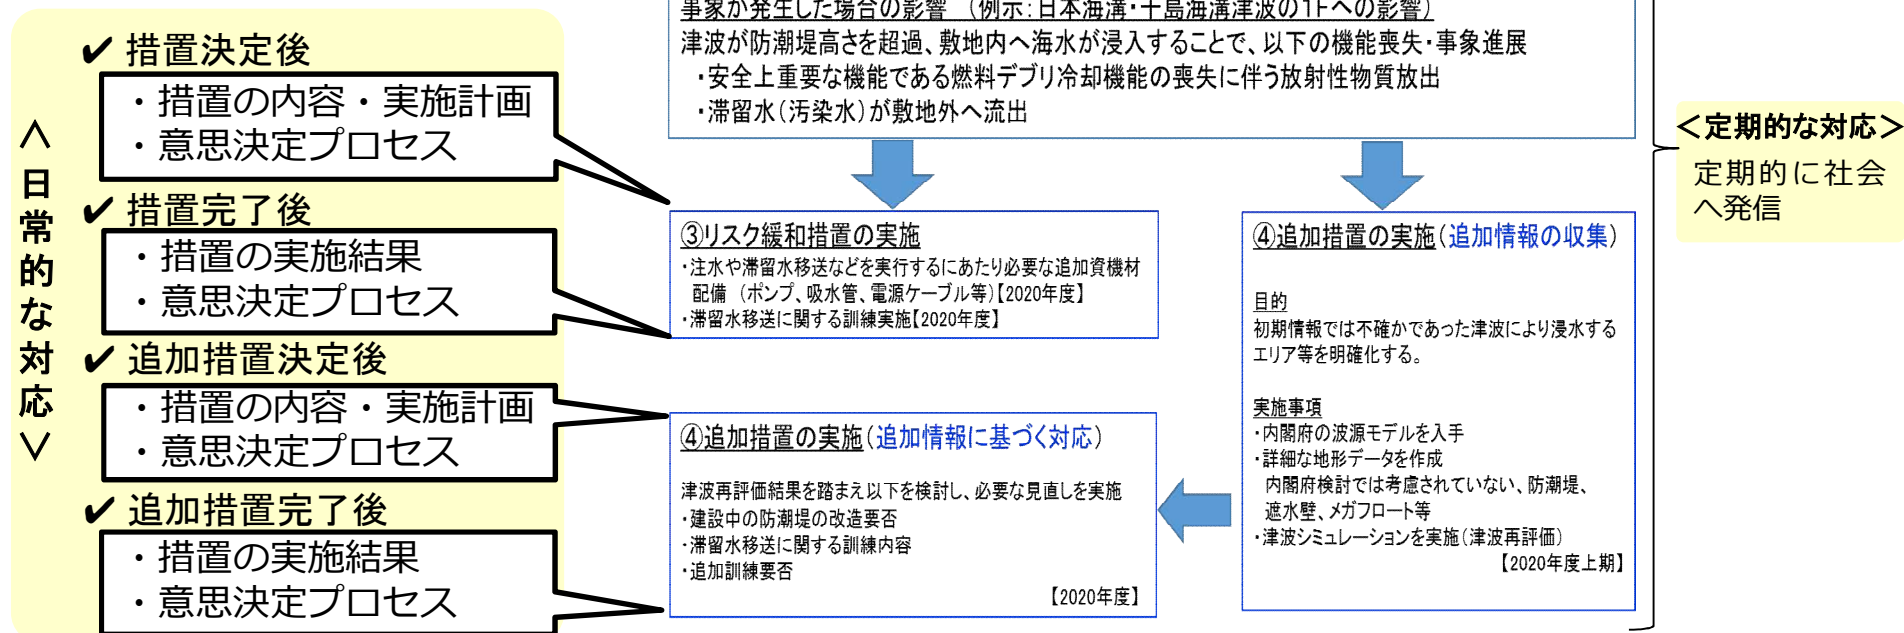 ＜日常的な対応＞
✔ 措置決定後
・措置の内容・実施計画
・意思決定プロセス
✔ 措置完了後
・措置の実施結果
・意思決定プロセス
✔ 追加措置決定後
・措置の内容・実施計画
・意思決定プロセス
✔ 追加措置完了後
・措置の実施結果
・意思決定プロセス
事象が発生した場合の影響 （例示：日本海溝・千島海溝津波の1Fへの影響）
津波が防潮堤高さを超過、敷地内へ海水が浸入することで、以下の機能喪失・事象進展
・安全上重要な機能である燃料デブリ冷却機能の喪失に伴う放射性物質放出
・滞留水（汚染水）が敷地外へ流出
③リスク緩和措置の実施
・注水や滞留水移送などを実行するにあたり必要な追加資機材
配備 （ポンプ、吸水管、電源ケーブル等）【2020年度】
・滞留水移送に関する訓練実施【2020年度】
④追加措置の実施（追加情報の収集）
目的
初期情報では不確かであった津波により浸水する
エリア等を明確化する。
実施事項
・内閣府の波源モデルを入手
・詳細な地形データを作成
内閣府検討では考慮されていない、防潮堤、
遮水壁、メガフロート等
・津波シミュレーションを実施（津波再評価）
【2020年度上期】
④追加措置の実施（追加情報に基づく対応）
津波再評価結果を踏まえ以下を検討し、必要な見直しを実施
・建設中の防潮堤の改造要否
・滞留水移送に関する訓練内容
・追加訓練要否
【2020年度】
＜定期的な対応＞
定期的に社会
へ発信